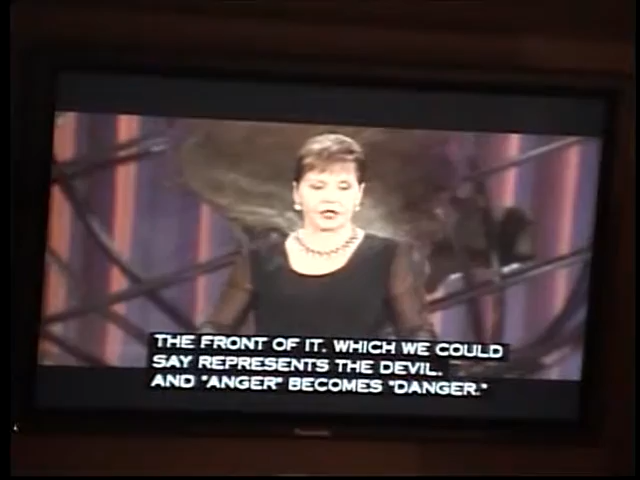 THE FRONT OF IT, WHICH WE COULD
SAY REPRESENTS THE DEVIL.
AND "ANGER" BECOMES "DANGER."